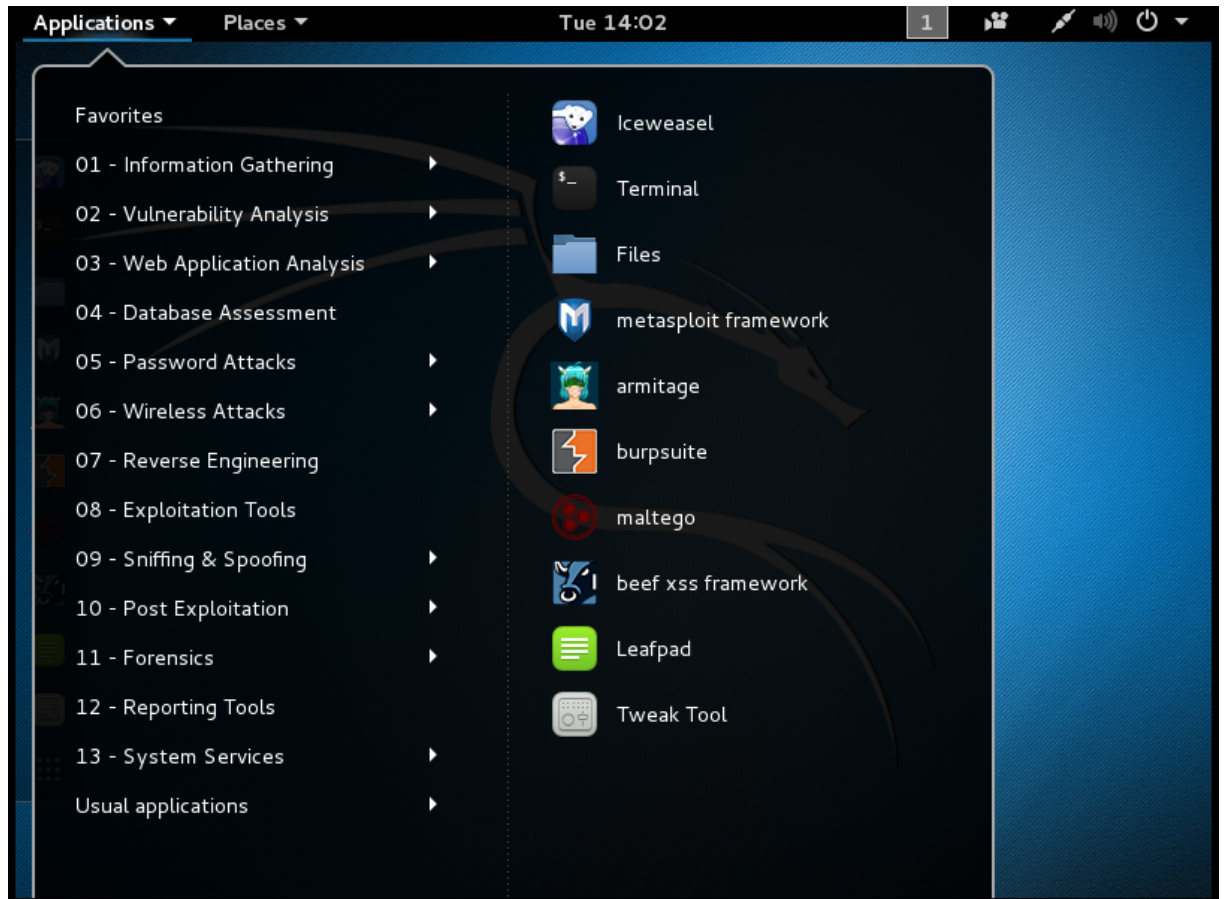 Applications Places Tue 14:02 1
Favorites
01 - Information Gathering
02 - Vulnerability Analysis
03 - Web Application Analysis
04 - Database Assessment
05 - Password Attacks
06 - Wireless Attacks
07 - Reverse Engineering
08 - Exploitation Tools
09 - Sniffing & Spoofing
10 - Post Exploitation
11 - Forensics
12 - Reporting Tools
13 - System Services
Usual applications
Iceweasel
$_
Terminal
Files
metasploit framework
armitage
burpsuite
maltego
beef xss framework
Leafpad
Tweak Tool